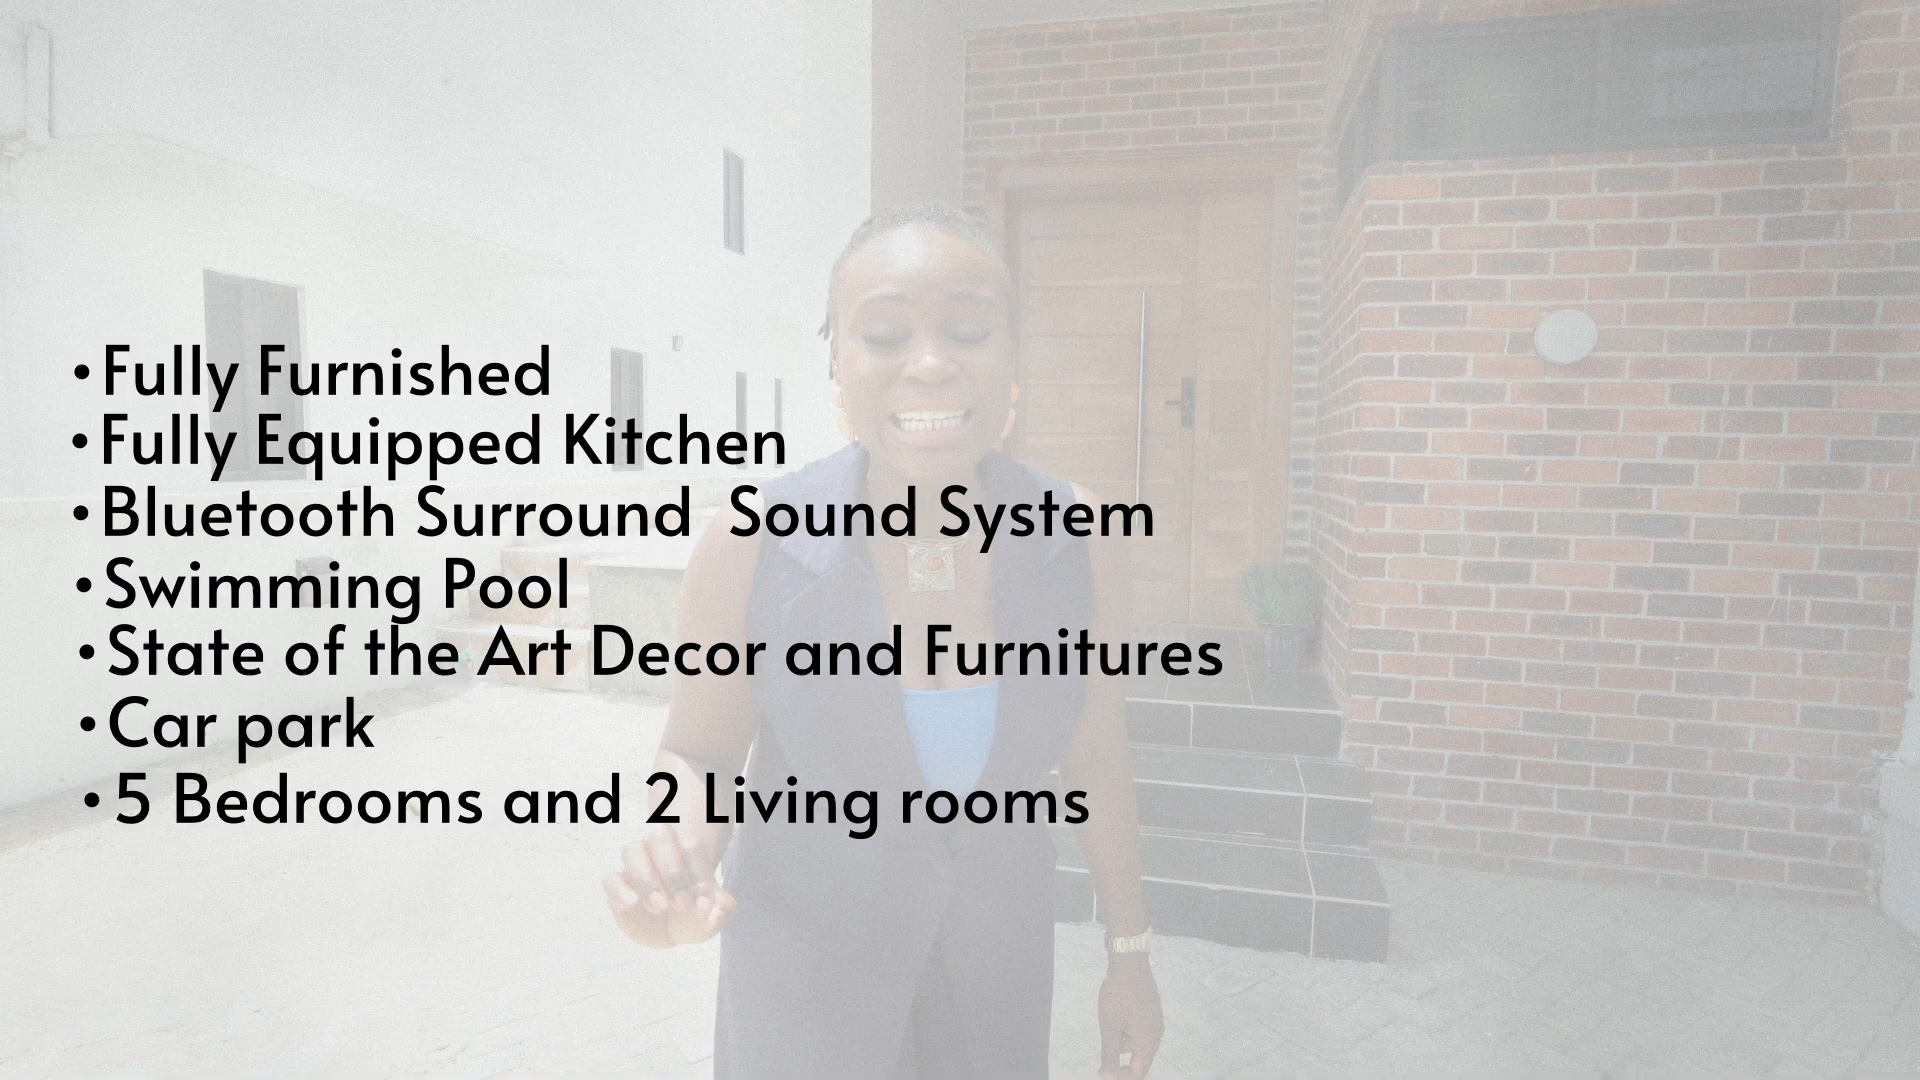 • Fully Furnished
• Fully Equipped Kitchen
• Bluetooth Surround  Sound System
• Swimming Pool
• State of the Art Decor and Furnitures
• Car park
• 5 Bedrooms and 2 Living rooms